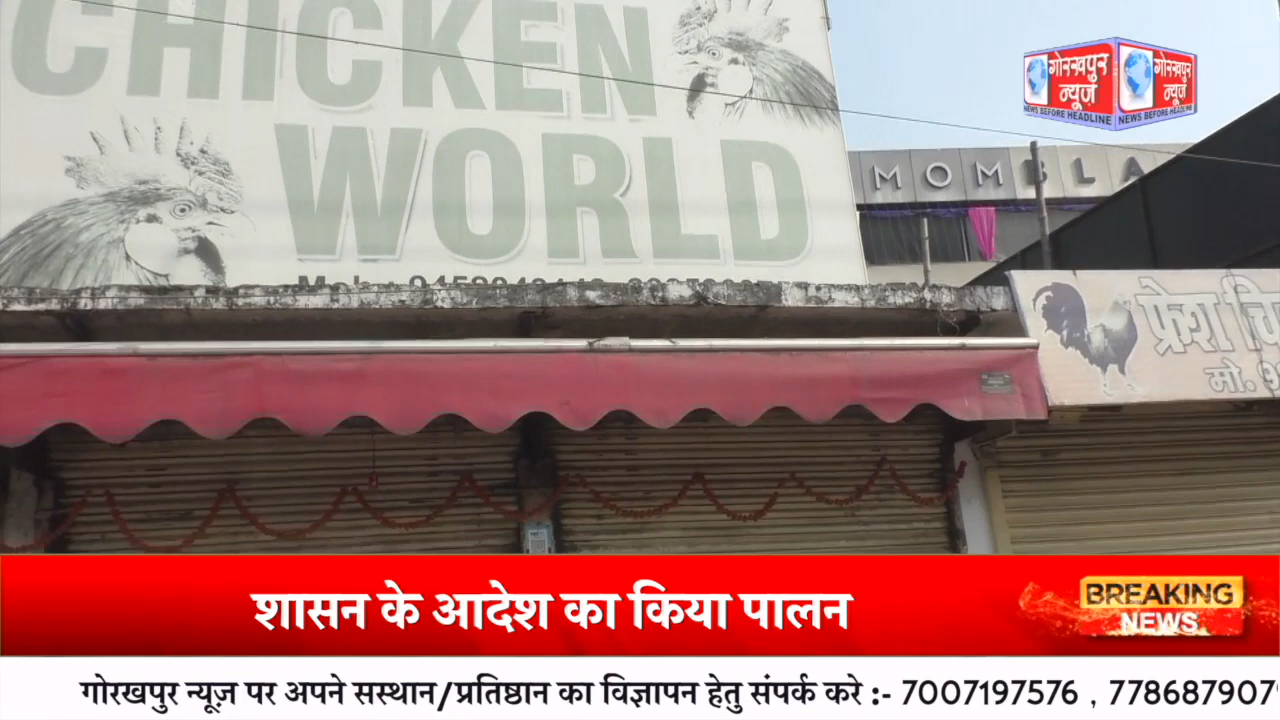 CHICKEN
WORLD
गोरखपुर न्यूज़
NEWS BEFORE HEADLINE
गोरखपुर न्यूज़
NEWS BEFORE HEADLINE
MOMBLA
फ्रेश
मो.
शासन के आदेश का किया पालन
BREAKING
NEWS
गोरखपुर न्यूज़ पर अपने सस्थान/प्रतिष्ठान का विज्ञापन हेतु संपर्क करे :- 7007197576 , 778687907